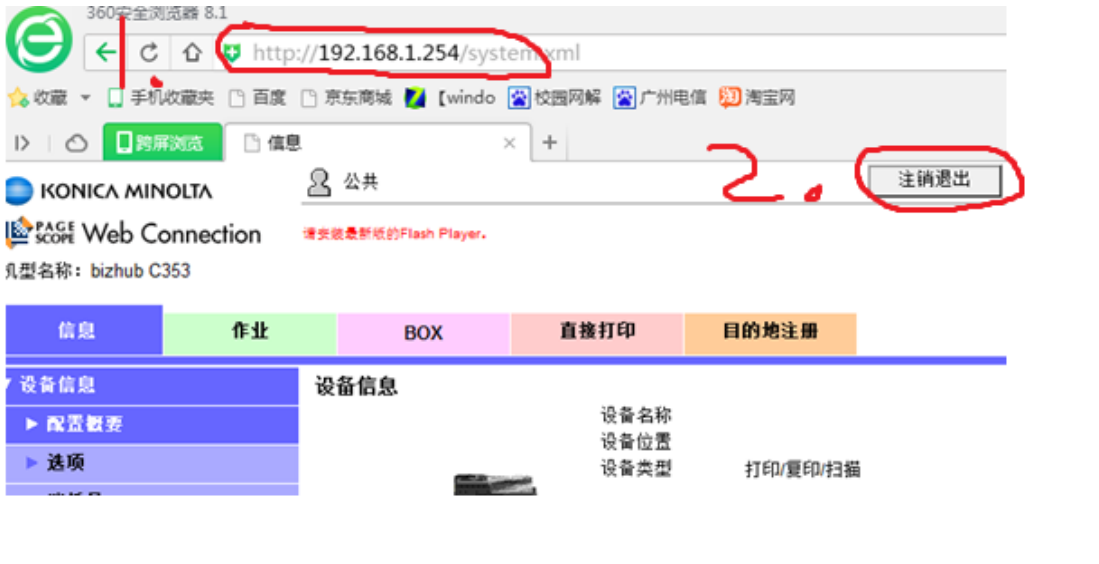 360安全浏览器 8.1
http://192.168.1.254/system.xml
收藏 手机收藏夹 百度 京东商城 【windo 校园网解 广州电信 淘宝网
跨屏浏览 信息
1.
2.
KONICA MINOLTA
公共
注销退出
PAGE SCOPE Web Connection
请安装最新版的Flash Player.
机型名称：bizhub C353
信息 作业 BOX 直接打印 目的地注册
设备信息
配置概要
选项
设备信息
设备名称
设备位置
设备类型 打印/复印/扫描